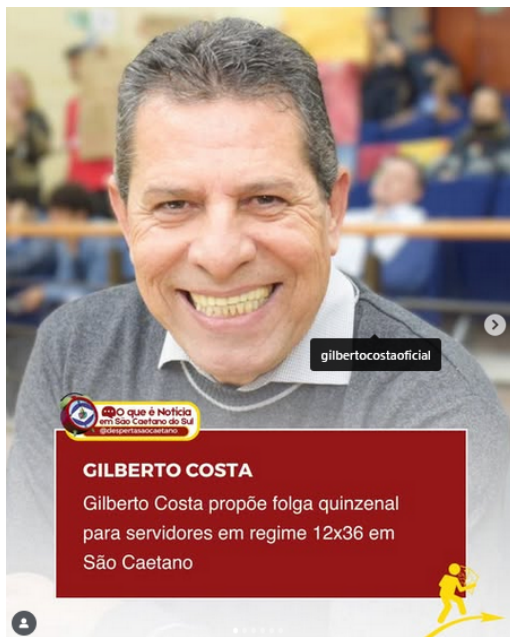 gilbertocostaoficial
O que é Notícia
em São Caetano do Sul
@despertasaocaetano
GILBERTO COSTA
Gilberto Costa propõe folga quinzenal
para servidores em regime 12x36 em
São Caetano